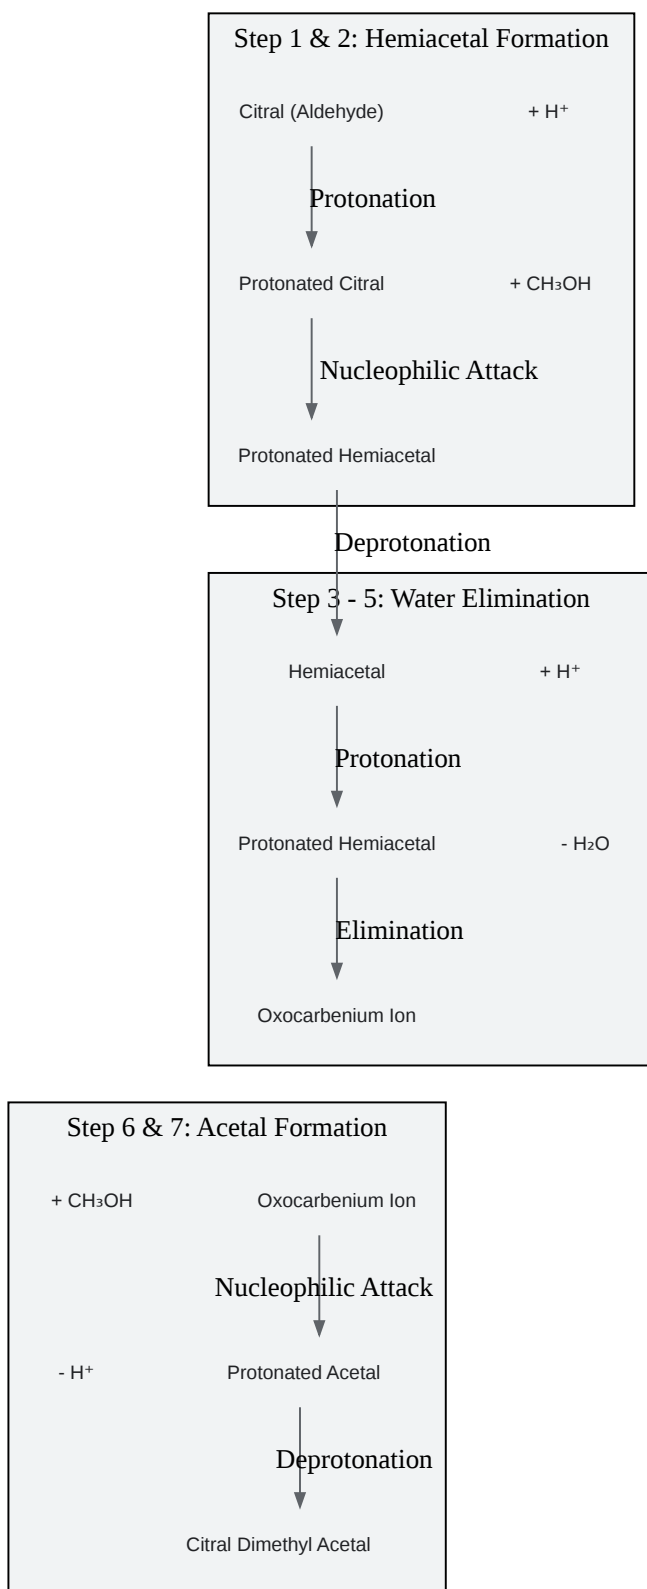 Step 1 & 2: Hemiacetal Formation
Citral (Aldehyde) + H⁺
Protonation
Protonated Citral + CH₃OH
Nucleophilic Attack
Protonated Hemiacetal
Deprotonation
Step 3 - 5: Water Elimination
Hemiacetal + H⁺
Protonation
Protonated Hemiacetal - H₂O
Elimination
Oxocarbenium Ion
Step 6 & 7: Acetal Formation
+ CH₃OH Oxocarbenium Ion
Nucleophilic Attack
- H⁺ Protonated Acetal
Deprotonation
Citral Dimethyl Acetal